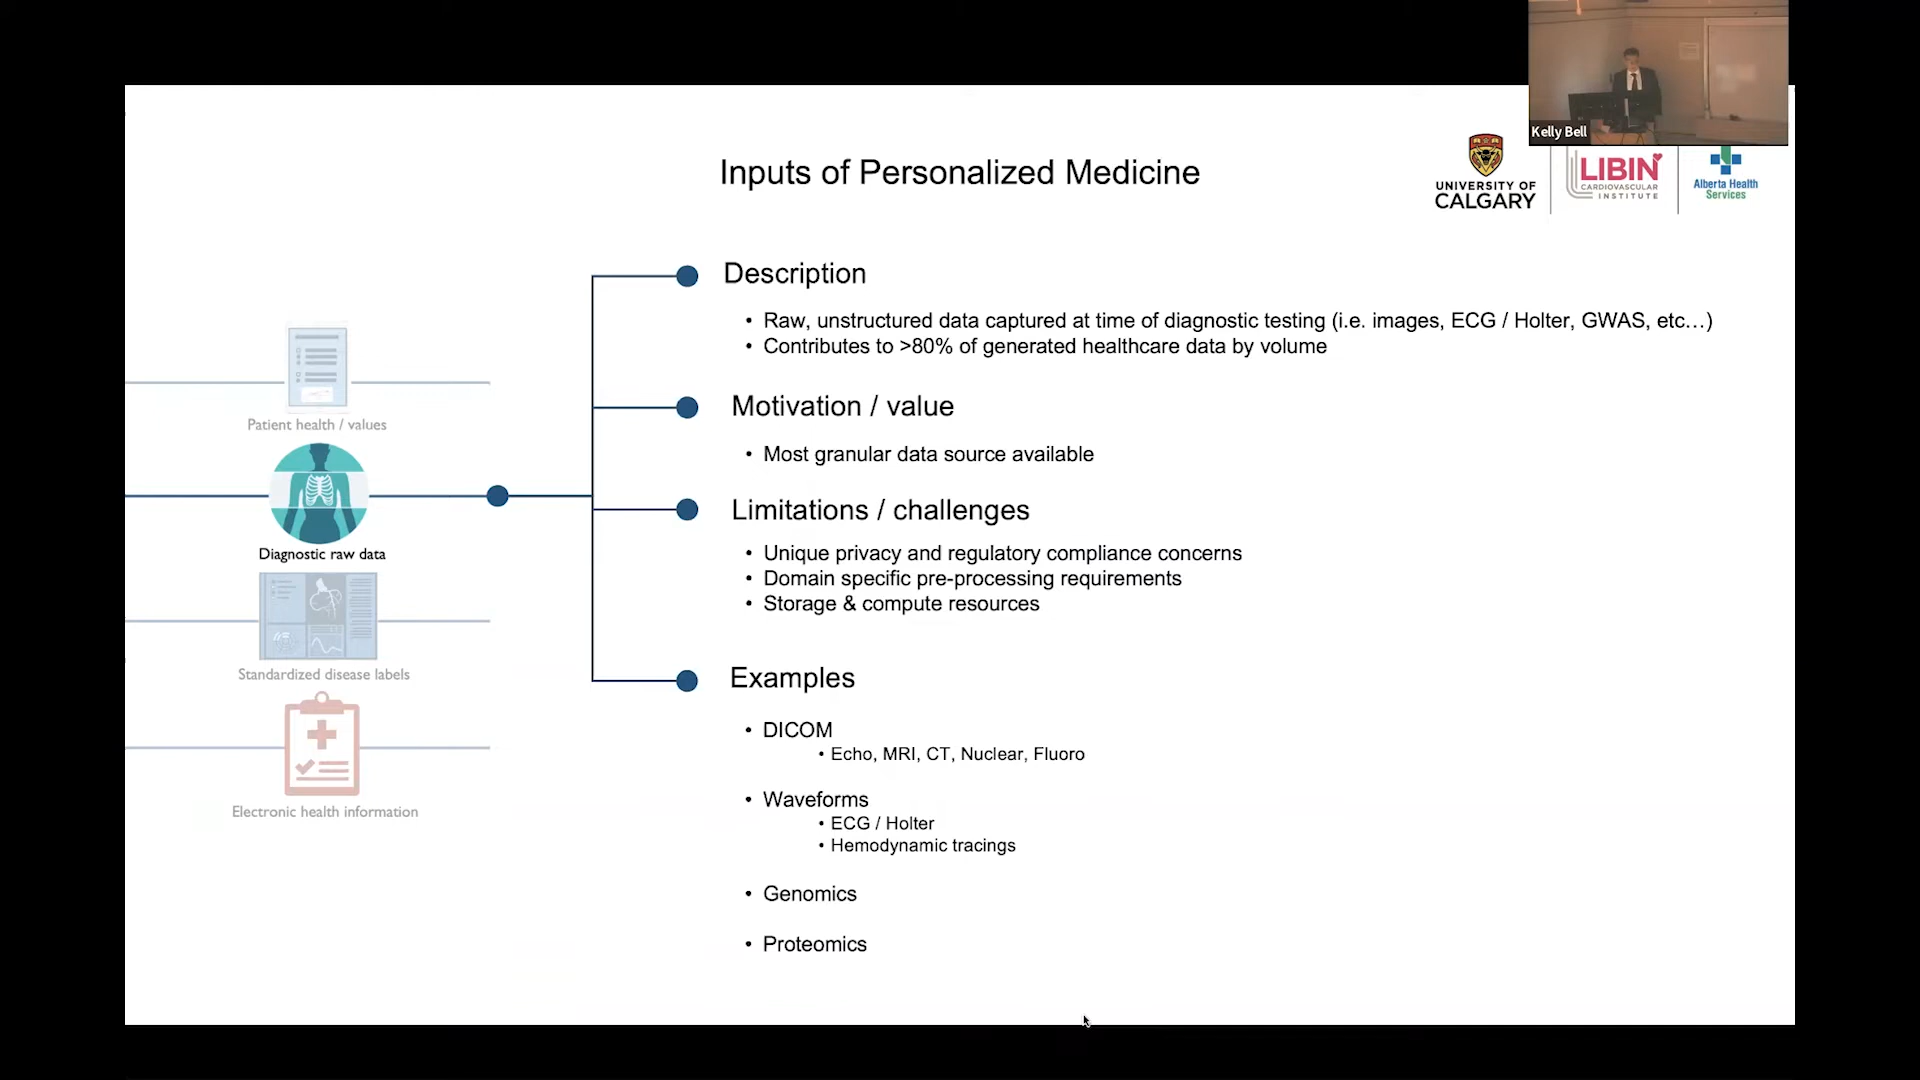 Kelly Bell
Inputs of Personalized Medicine
UNIVERSITY OF
CALGARY
LIBIN
CARDIOVASCULAR
INSTITUTE
Alberta Health
Services
Description
• Raw, unstructured data captured at time of diagnostic testing (i.e. images, ECG / Holter, GWAS, etc...)
• Contributes to >80% of generated healthcare data by volume
Motivation / value
• Most granular data source available
Limitations / challenges
• Unique privacy and regulatory compliance concerns
• Domain specific pre-processing requirements
• Storage & compute resources
Examples
• DICOM
• Echo, MRI, CT, Nuclear, Fluoro
• Waveforms
• ECG / Holter
• Hemodynamic tracings
• Genomics
• Proteomics
Patient health / values
Diagnostic raw data
Standardized disease labels
Electronic health information